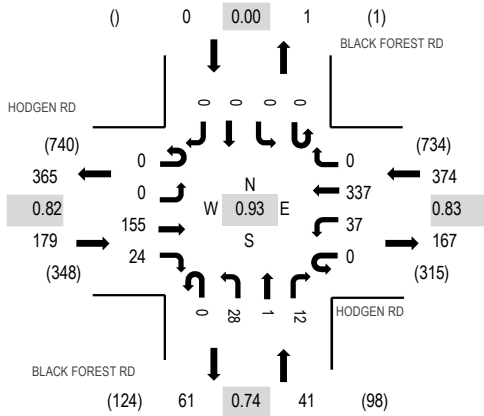 () 0 0.00 1 (1)
BLACK FOREST RD
HODGEN RD
0 0 0 0
(740) (734)
365 0 0 374
0 N 337
0.82 W 0.93 E 0.83
179 155 S 37 167
24 0
(348) (315)
0 28 1 12
HODGEN RD
BLACK FOREST RD
(124) 61 0.74 41 (98)